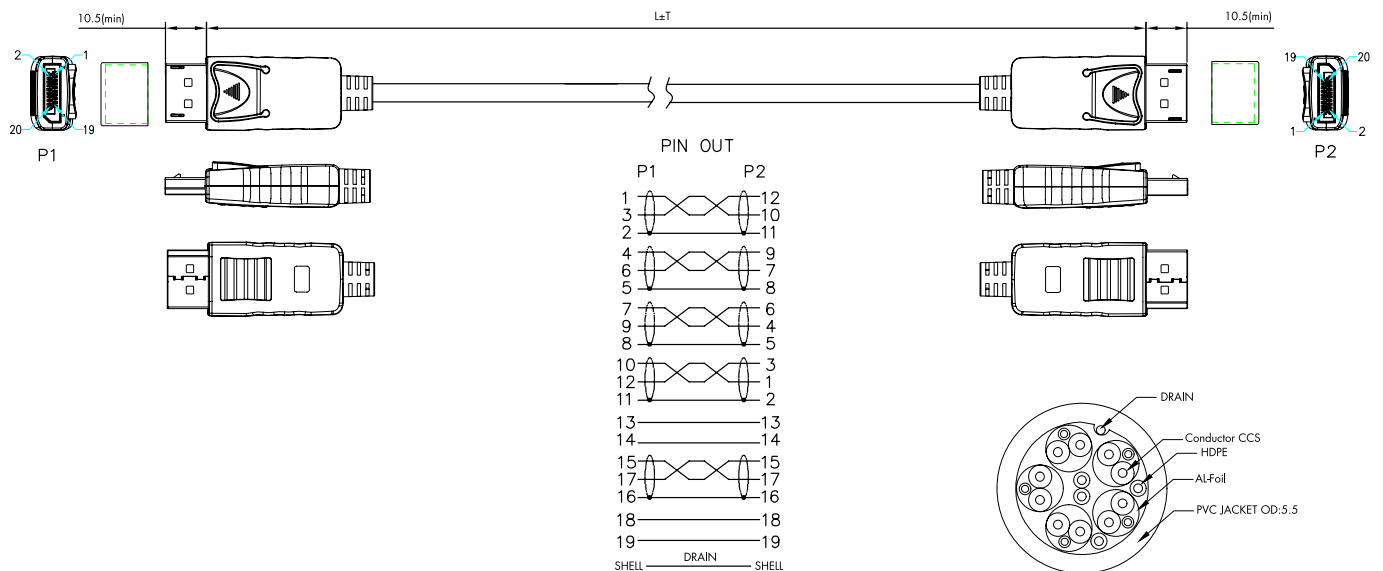 10.5(min) L±T 10.5(min)
2 1 19 20
20 19 1 2
P1 P2
PIN OUT
P1 P2
1 12
3 10
2 11
4 9
6 7
5 8
7 6
9 4
8 5
10 3
12 1
11 2
13 13
14 14
15 15
17 17
16 16
18 18
19 19
SHELL DRAIN SHELL
DRAIN
Conductor CCS
HDPE
AL-Foil
PVC JACKET OD:5.5